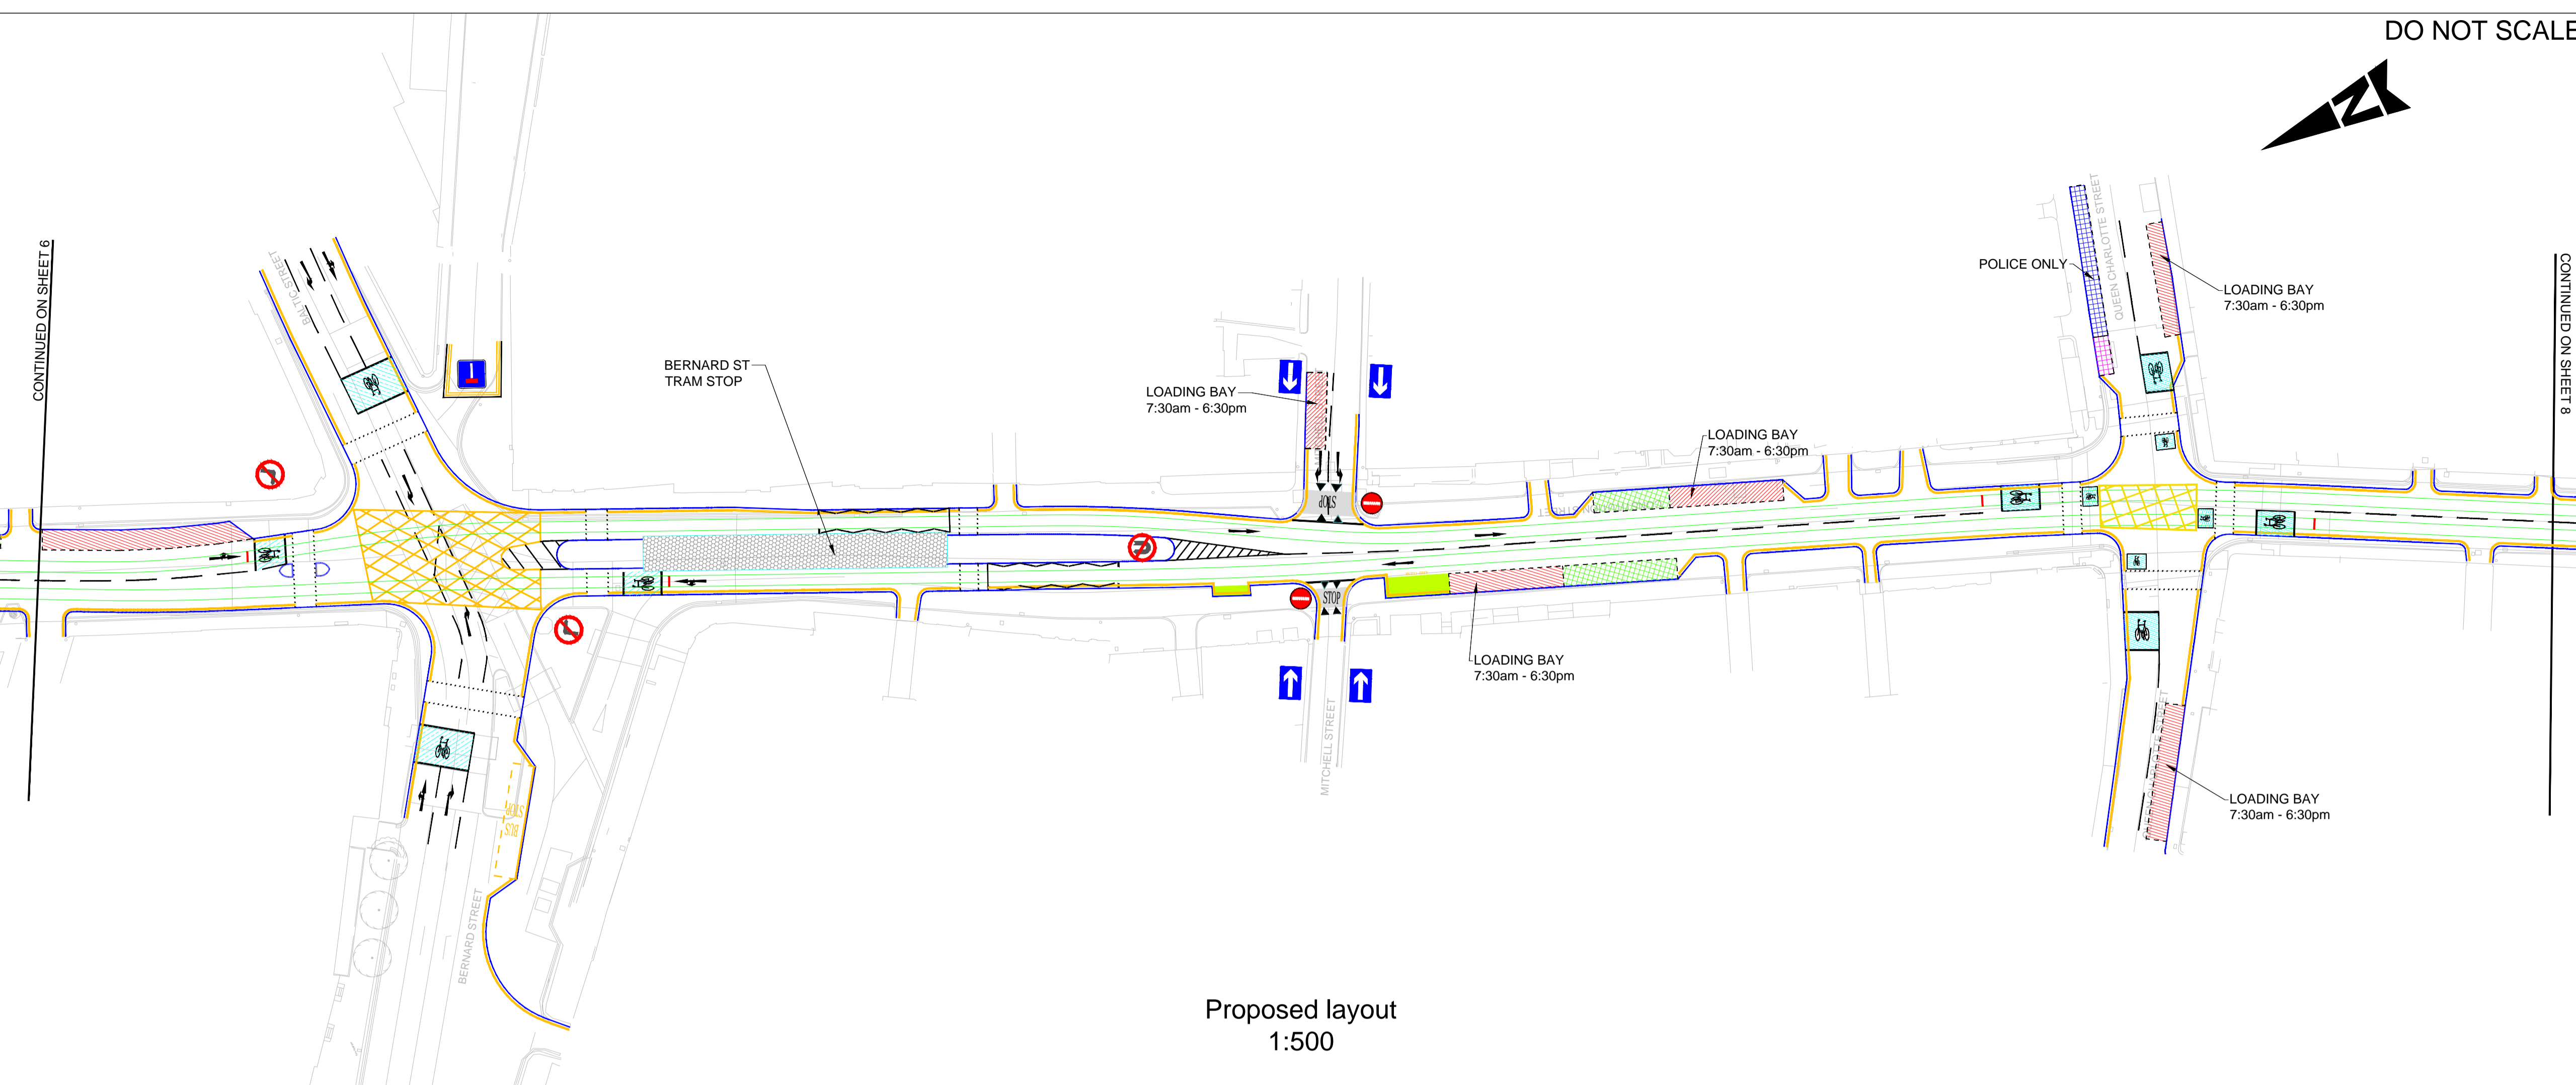 DO NOT SCALE
N
CONTINUED ON SHEET 6
BALTIC STREET
BERNARD ST
TRAM STOP
LOADING BAY
7:30am - 6:30pm
STOP
LOADING BAY
7:30am - 6:30pm
POLICE ONLY
QUEEN CHARLOTTE STREET
LOADING BAY
7:30am - 6:30pm
CONTINUED ON SHEET 8
STOP
LOADING BAY
7:30am - 6:30pm
MITCHELL STREET
BUS
STOP
BERNARD STREET
LOADING BAY
7:30am - 6:30pm
Proposed layout
1:500